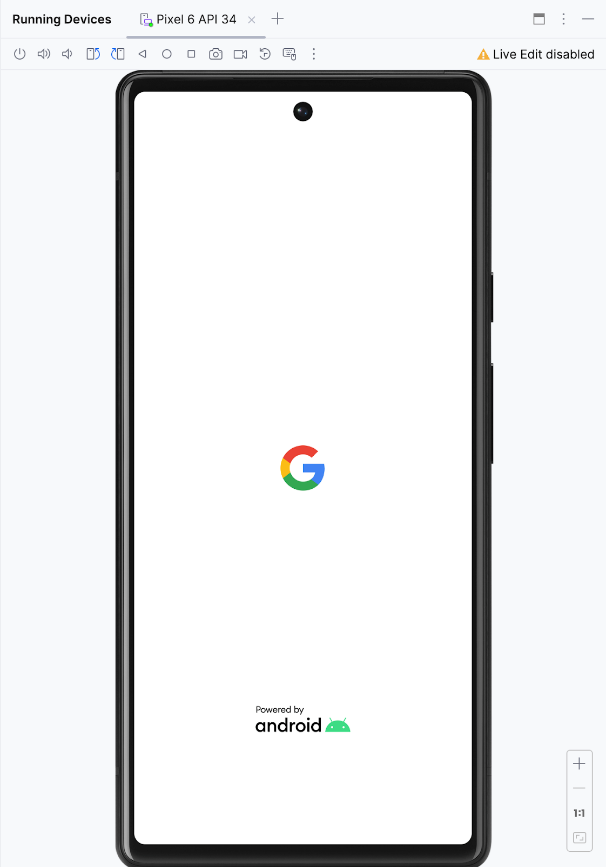 Running Devices
Pixel 6 API 34
Live Edit disabled
Powered by
android
1:1